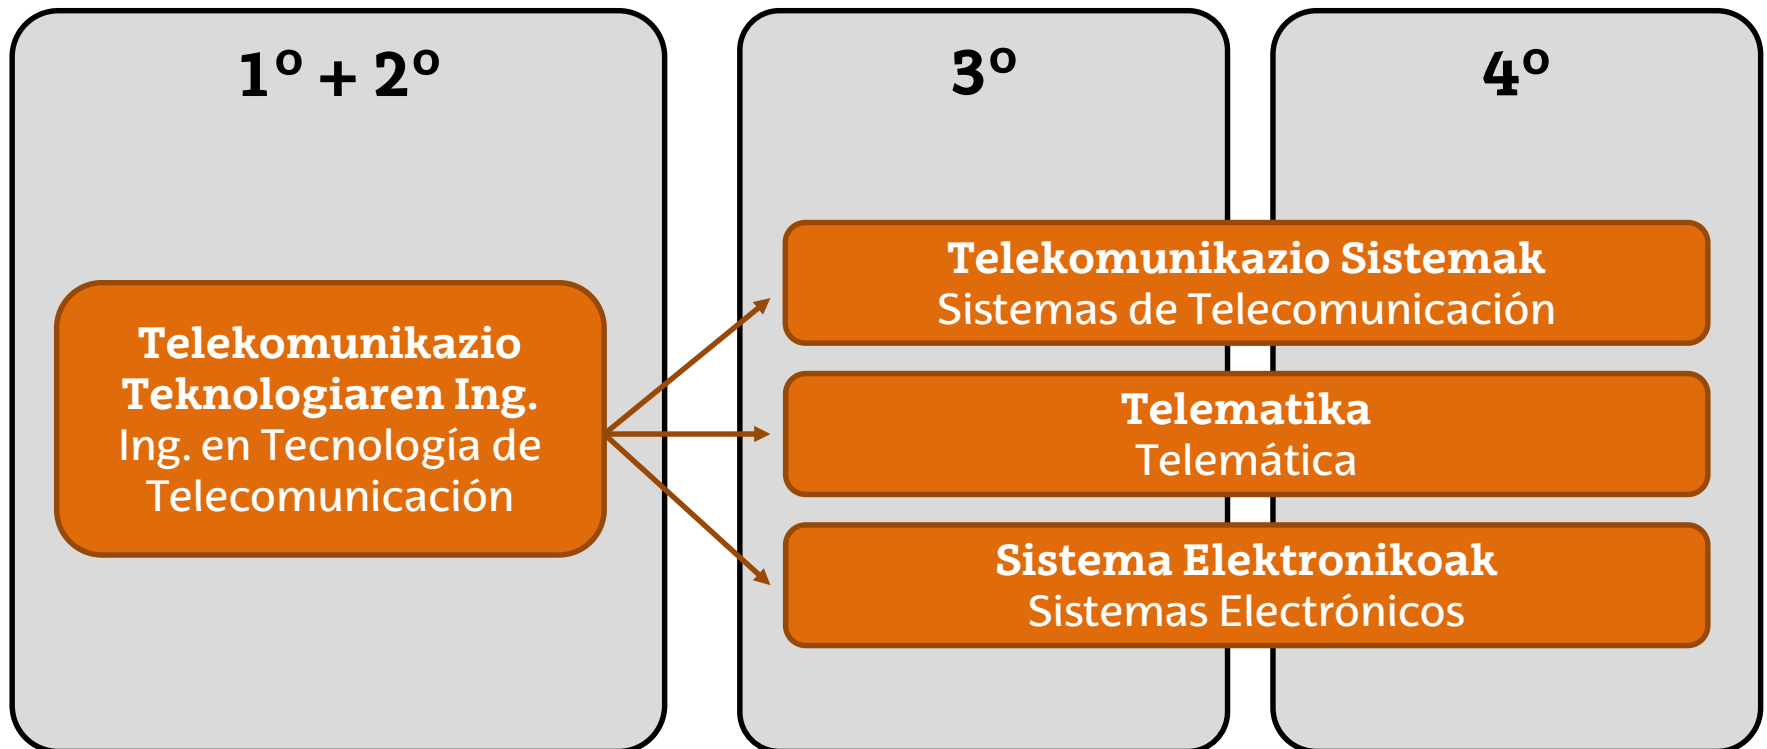 1º + 2º
3º
4º
Telekomunikazio
Teknologiaren Ing.
Ing. en Tecnología de
Telecomunicación
Telekomunikazio Sistemak
Sistemas de Telecomunicación
Telematika
Telemática
Sistema Elektronikoak
Sistemas Electrónicos